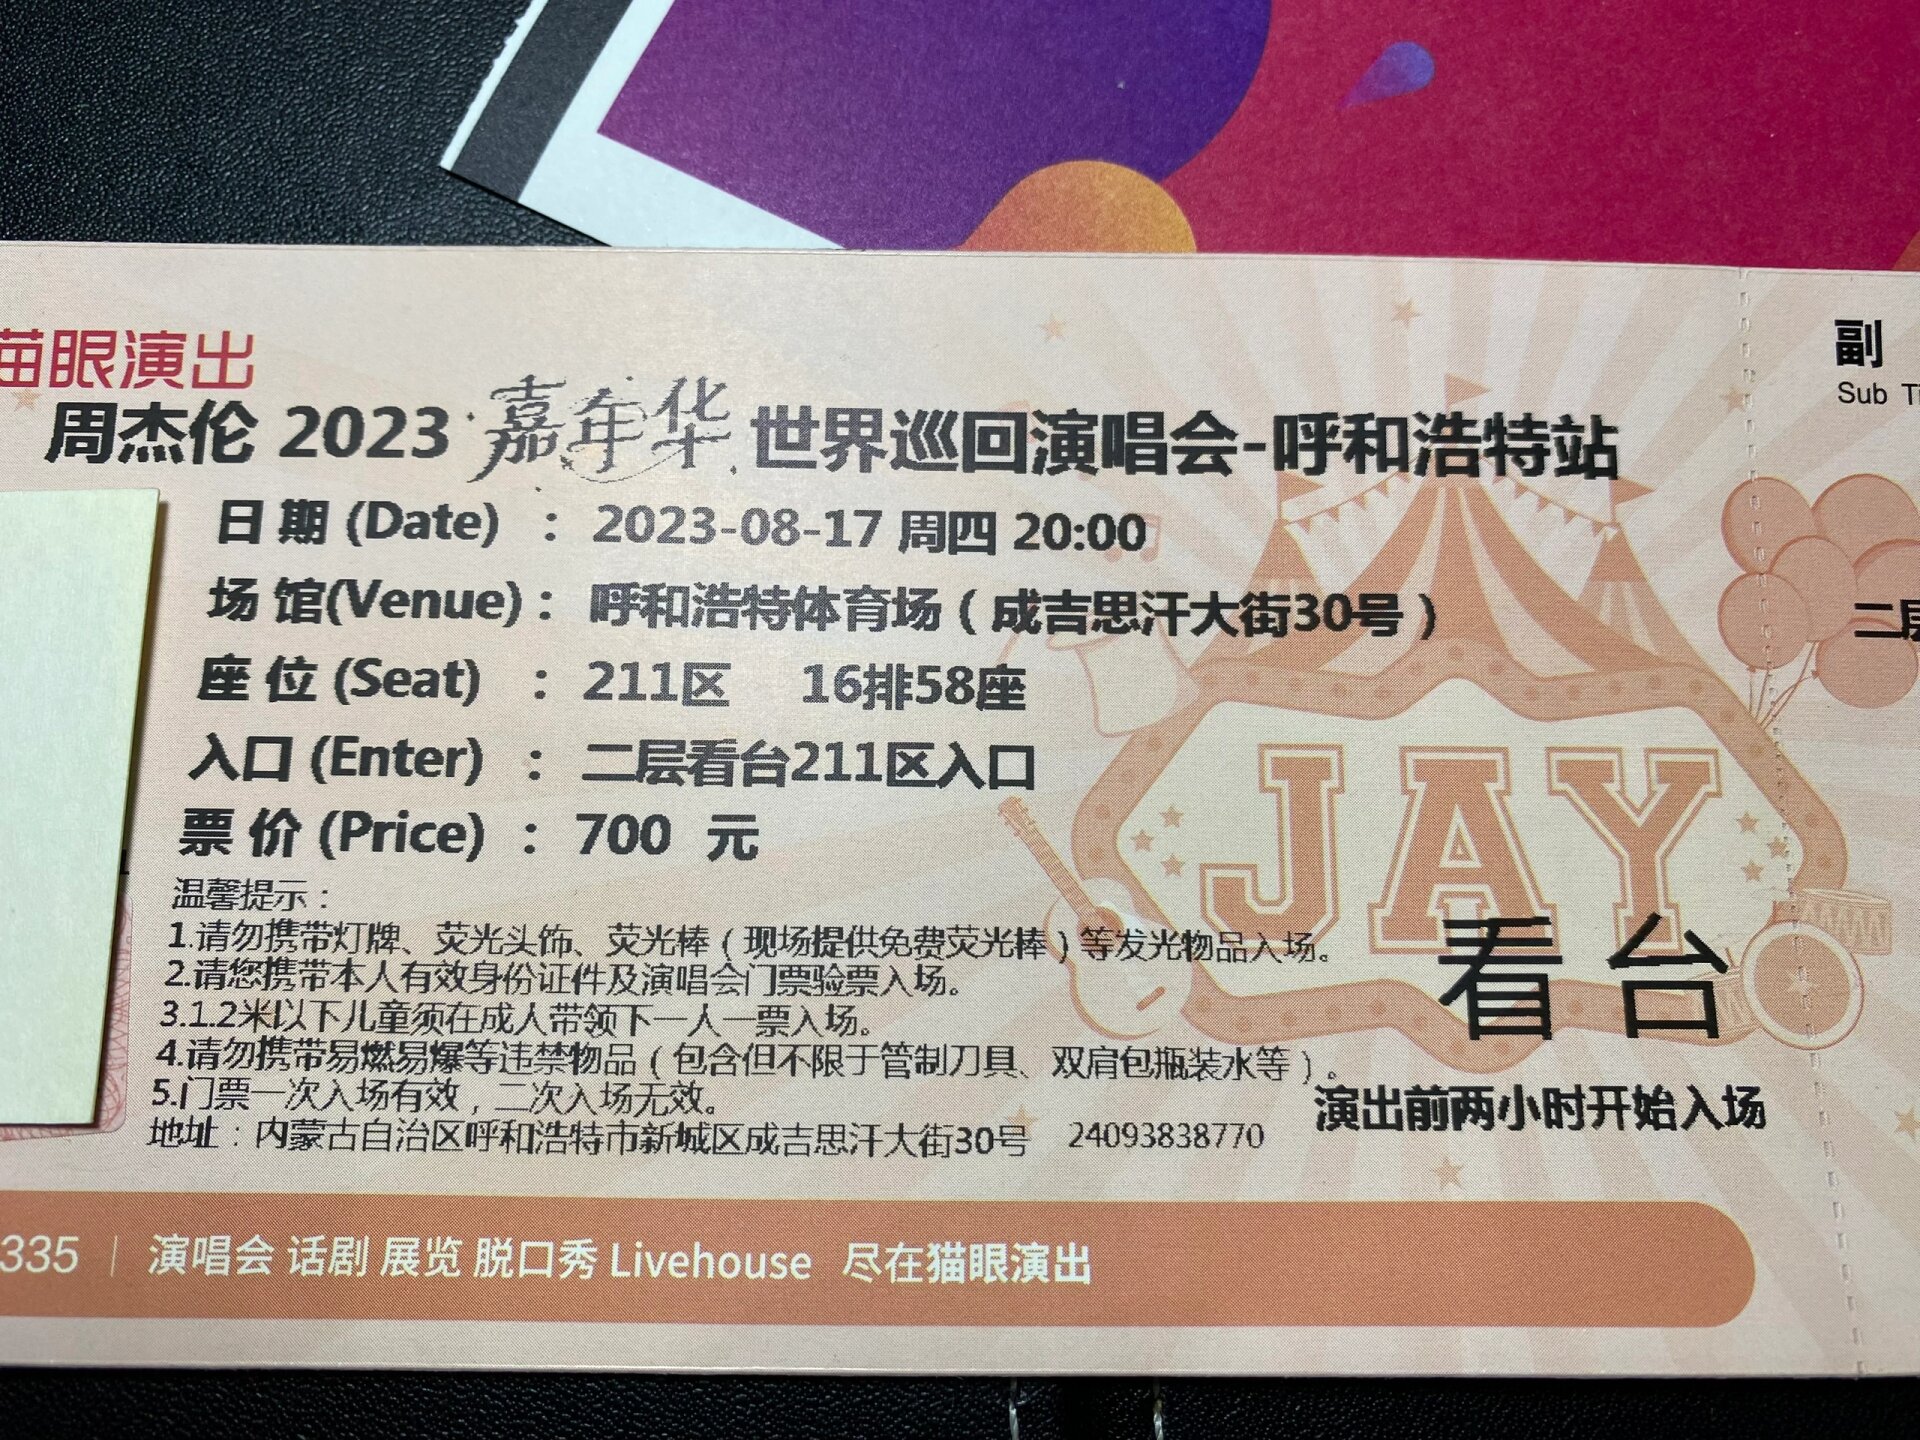 猫眼演出
周杰伦 2023 嘉年华 世界巡回演唱会-呼和浩特站
副
Sub
日期 (Date) : 2023-08-17 周四 20:00
场馆(Venue) : 呼和浩特体育场（成吉思汗大街30号）
二层
座位 (Seat) : 211区 16排58座
入口 (Enter) : 二层看台211区入口
票价 (Price) : 700 元
JAY
看台
温馨提示：
1.请勿携带灯牌、荧光头饰、荧光棒（现场提供免费荧光棒）等发光物品入场。
2.请您携带本人有效身份证件及演唱会门票验票入场。
3.1.2米以下儿童须在成人带领下一人一票入场。
4.请勿携带易燃易爆等违禁物品（包含但不限于管制刀具、双肩包瓶装水等）。
5.门票一次入场有效，二次入场无效。
演出前两小时开始入场
地址：内蒙古自治区呼和浩特市新城区成吉思汗大街30号 24093838770
335 | 演唱会 话剧 展览 脱口秀 Livehouse 尽在猫眼演出